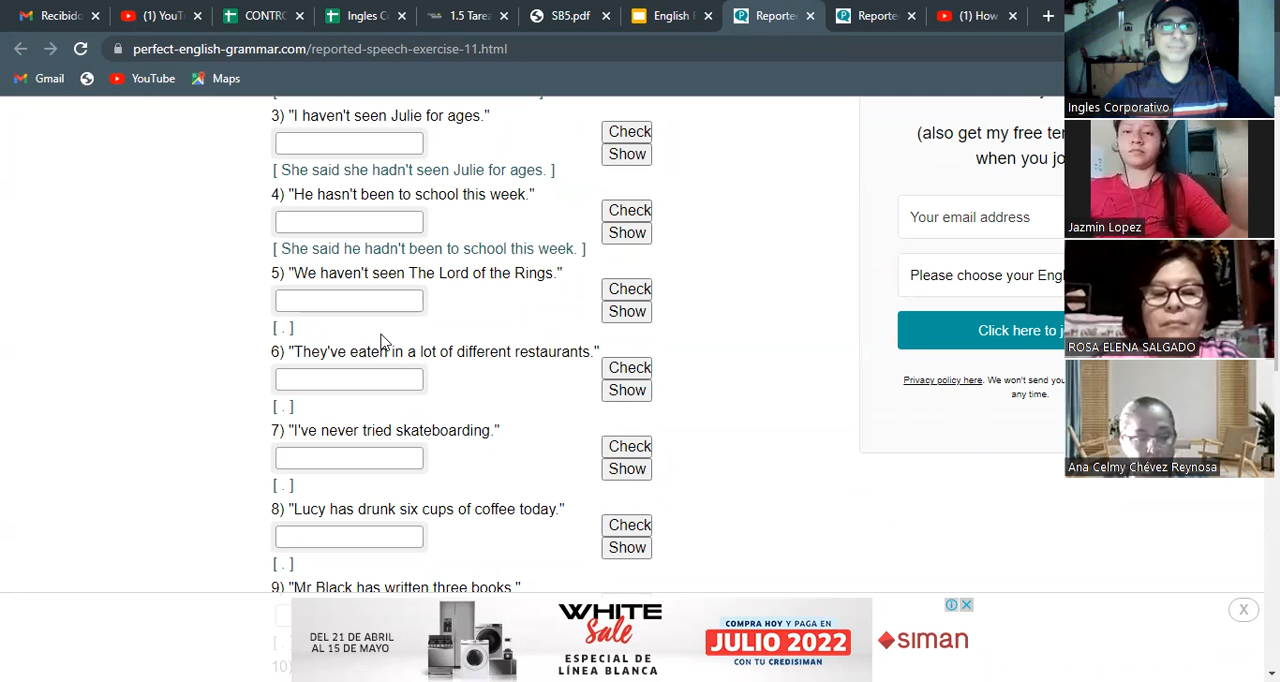 Recibido
(1) YouT
CONTRO
Ingles C
1.5 Tarea
SB5.pdf
English
Reporte
Reporte
(1) How
perfect-english-grammar.com/reported-speech-exercise-11.html
Gmail
YouTube
Maps
3) "I haven't seen Julie for ages."
Check
Show
[ She said she hadn't seen Julie for ages. ]
4) "He hasn't been to school this week."
Check
Show
[ She said he hadn't been to school this week. ]
5) "We haven't seen The Lord of the Rings."
Check
Show
[ . ]
6) "They've eaten in a lot of different restaurants."
Check
Show
[ . ]
7) "I've never tried skateboarding."
Check
Show
[ . ]
8) "Lucy has drunk six cups of coffee today."
Check
Show
[ . ]
9) "Mr Black has written three books."
[ .
10)
(also get my free te
when you jo
Your email address
Please choose your Engl
Click here to j
Privacy policy here. We won't send you
any time.
Ingles Corporativo
Jazmin Lopez
ROSA ELENA SALGADO
Ana Celmy Chévez Reynosa
DEL 21 DE ABRIL
AL 15 DE MAYO
WHITE
Sale
ESPECIAL DE
LÍNEA BLANCA
COMPRA HOY Y PAGA EN
JULIO 2022
CON TU CREDISIMAN
SIMAN
X